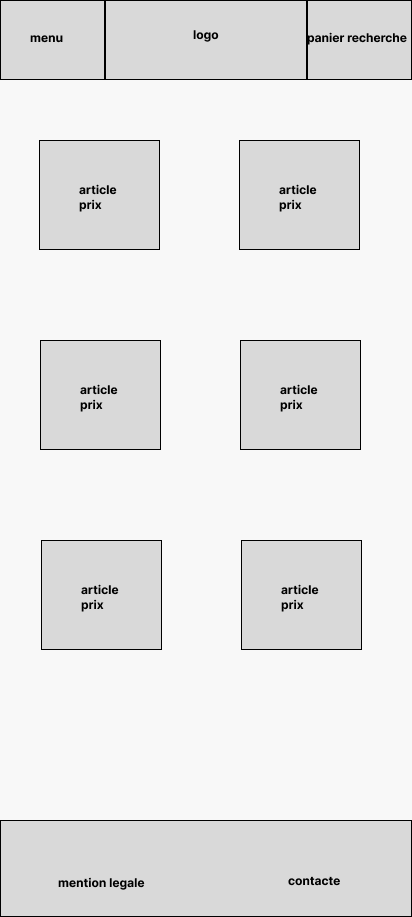 menu
logo
panier recherche
article
prix
article
prix
article
prix
article
prix
article
prix
article
prix
mention legale
contacte